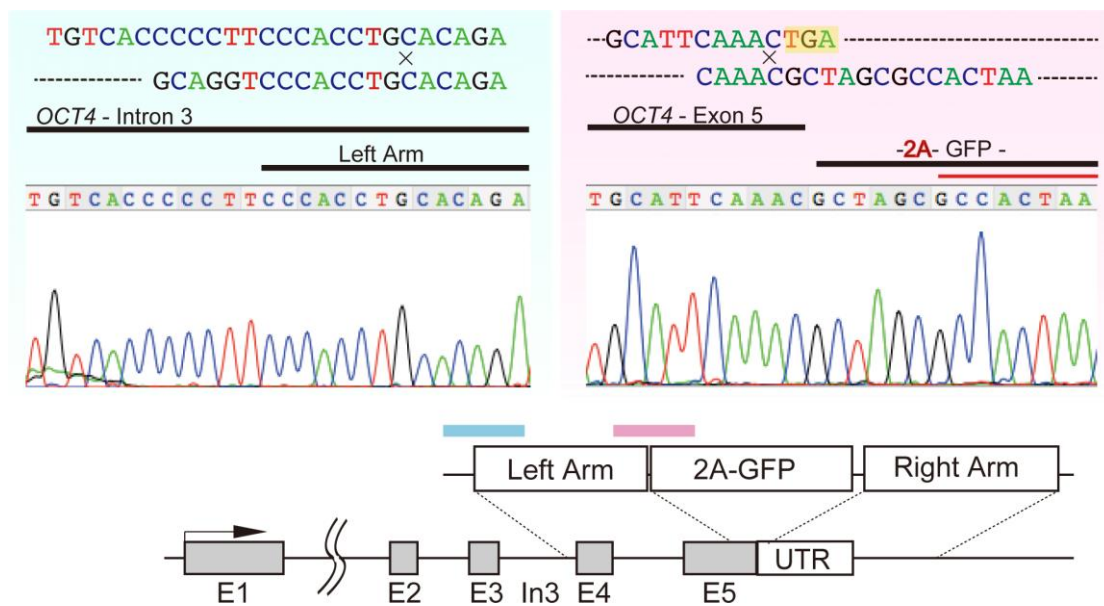 TGTCACCCCCTTCCCACCTGCACAGA
GCAGGTCCCACCTGCACAGA
OCT4 - Intron 3
Left Arm
TGTCACCCCCTTCCCACCTGCACAGA
GCATTCAAACTGA
CAAACGCTAGCGCCACTAA
OCT4 - Exon 5
-2A- GFP -
TGCATTCAAACGCTAGCGCCACTAA
Left Arm
2A-GFP
Right Arm
UTR
E1
E2
E3
In3
E4
E5